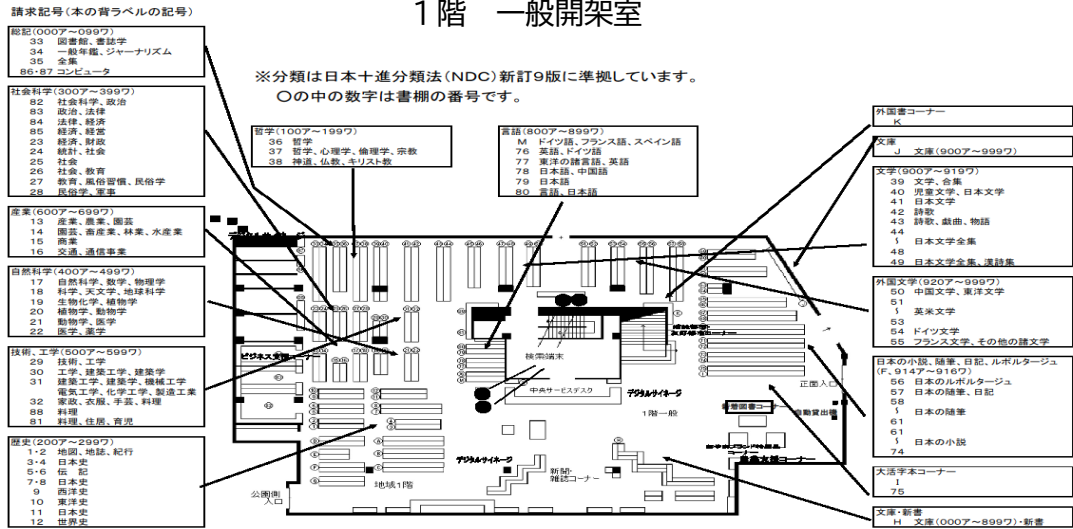 請求記号(本の背ラベルの記号)
1階 一般開架室
※分類は日本十進分類法(NDC)新訂9版に準拠しています。
〇の中の数字は書棚の番号です。
総記(000ア～099ワ)
33 図書館、書誌学
34 一般年鑑、ジャーナリズム
35 全集
86・87 コンピュータ
社会科学(300ア～399ワ)
82 社会科学、政治
83 政治、法律
84 法律、経済
85 経済、経営
23 経済、財政
24 統計、社会
25 社会
26 社会、教育
27 教育、風俗習慣、民俗学
28 民俗学、軍事
産業(600ア～699ワ)
13 産業、農業、園芸
14 園芸、畜産業、林業、水産業
15 商業
16 交通、通信事業
自然科学(400ア～499ワ)
17 自然科学、数学、物理学
18 科学、天文学、地球科学
19 生物化学、植物学
20 植物学、動物学
21 動物学、医学
22 医学、薬学
技術、工学(500ア～599ワ)
29 技術、工学
30 工学、建築工学、建築学
31 建築工学、建築学、機械工学
電気工学、化学工学、製造工業
32 家政、衣服、手芸、料理
88 料理
81 料理、住居、育児
歴史(200ア～299ワ)
1・2 地図、地誌、紀行
3・4 日本史
5・6 伝 記
7・8 日本史
9 西洋史
10 東洋史
11 日本史
12 世界史
哲学(100ア～199ワ)
36 哲学
37 哲学、心理学、倫理学、宗教
38 神道、仏教、キリスト教
言語(800ア～899ワ)
M ドイツ語、フランス語、スペイン語
76 英語、ドイツ語
77 東洋の諸言語、英語
78 日本語、中国語
79 日本語
80 言語、日本語
外国書コーナー
K
文庫
J 文庫(900ア～999ワ)
文学(900ア～919ワ)
39 文学、合集
40 児童文学、日本文学
41 日本文学
42 詩歌
43 詩歌、戯曲、物語
44
～ 日本文学全集
48
49 日本文学全集、漢詩集
外国文学(920ア～999ワ)
50 中国文学、東洋文学
51
～ 英米文学
53
54 ドイツ文学
55 フランス文学、その他の諸文学
日本の小説、随筆、日記、ルポルタージュ
(F、914ア～916ワ)
56 日本のルポルタージュ
57 日本の随筆、日記
58
～ 日本の随筆
61
61
～ 日本の小説
74
大活字本コーナー
I
75
文庫・新書
H 文庫(000ア～899ワ)・新書
デジタルサイネージ
ビジネス支援コーナー
検索端末
中央サービスデスク
デジタルサイネージ
1階一般
正面入口
新着図書コーナー
自動貸出機
デジタルサイネージ
新聞・
雑誌コーナー
地域1階
公園側
入口